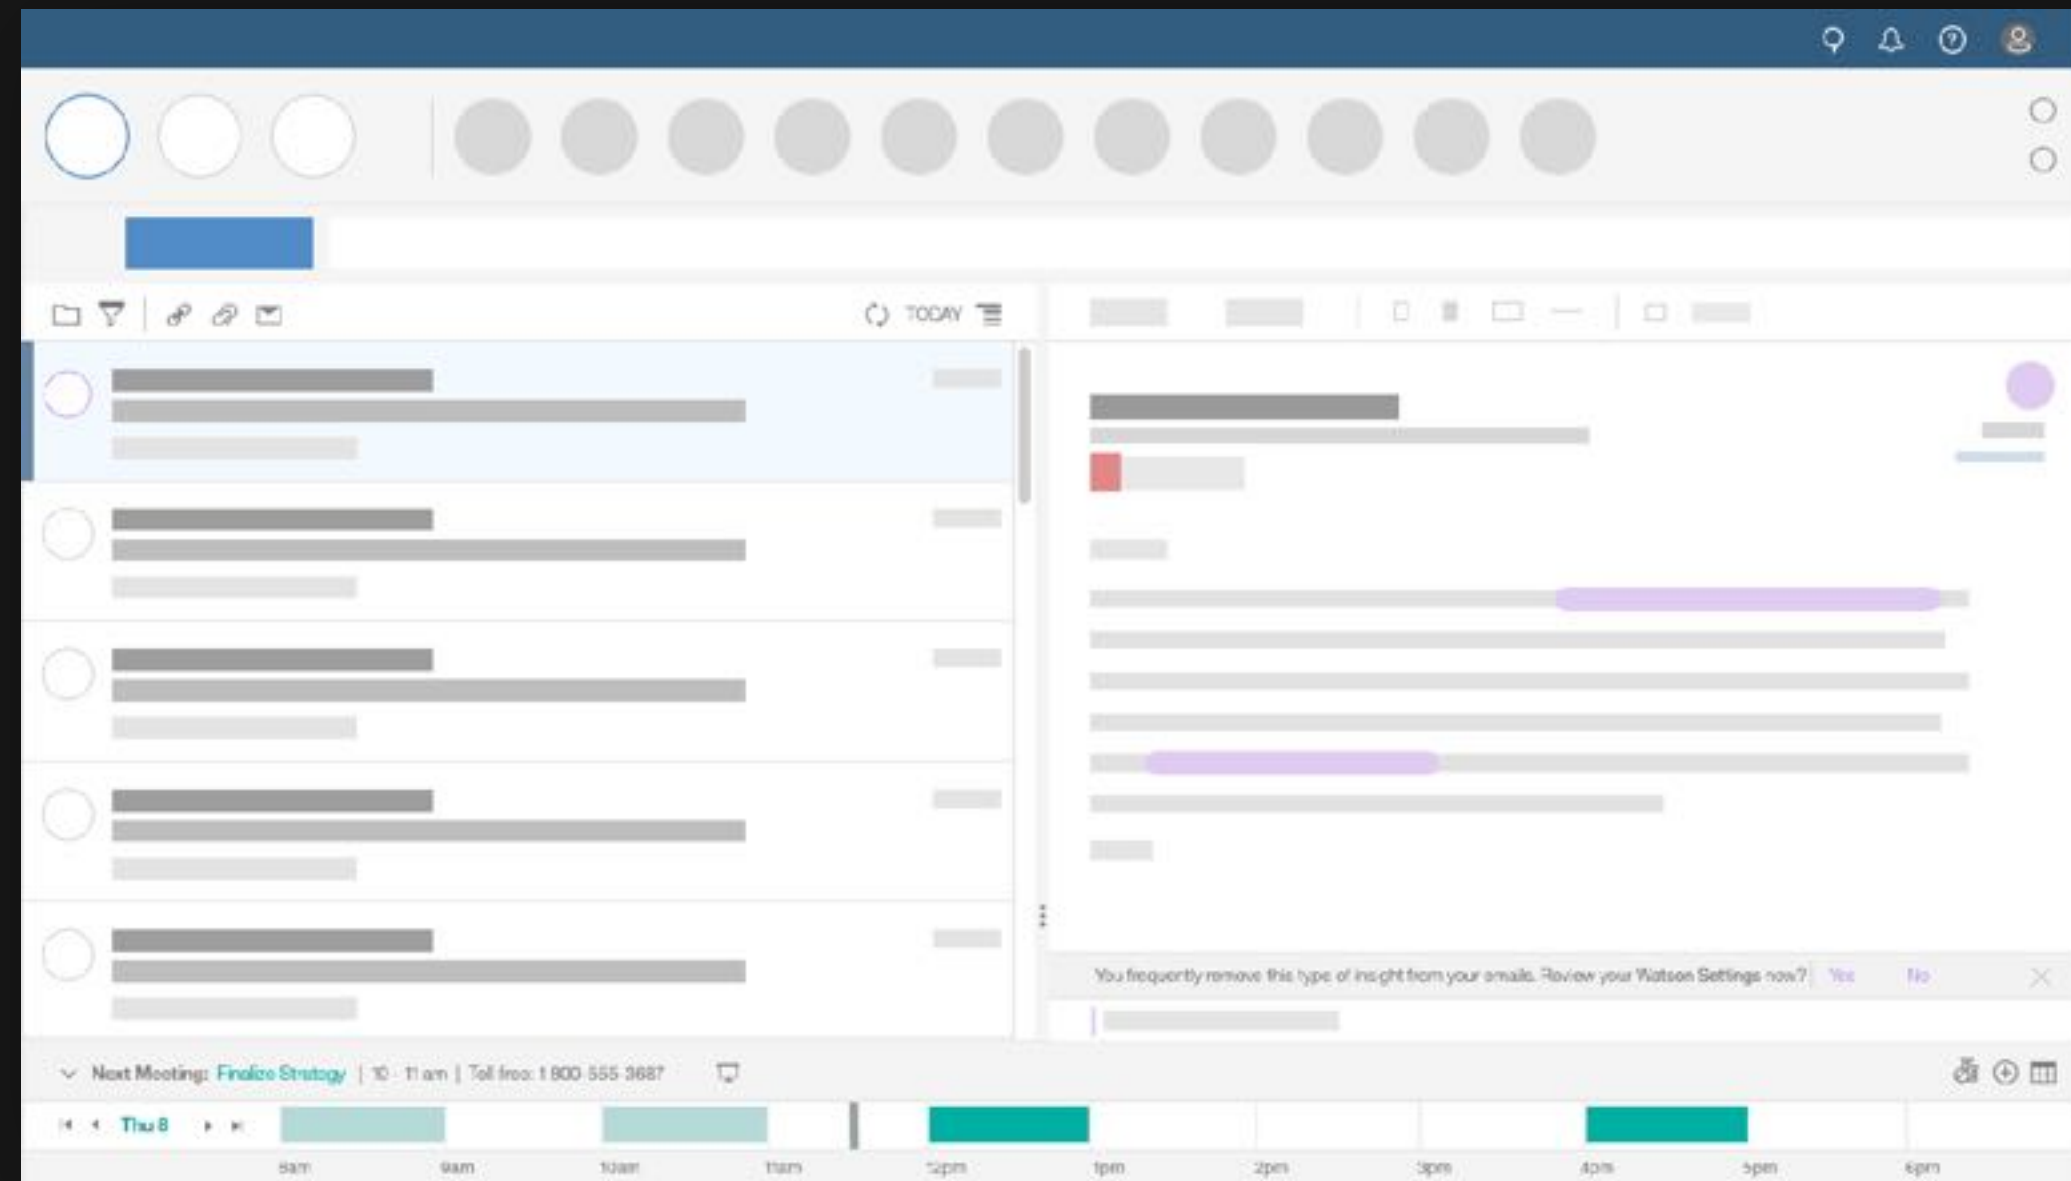 TODAY
You frequently remove this type of insight from your emails. Review your Watson Settings now? Yes No
Next Meeting: Finalize Strategy | 10 - 11 am | Toll free: 1 800 555 3687
Thu 8
8am 9am 10am 11am 12pm 1pm 2pm 3pm 4pm 5pm 6pm